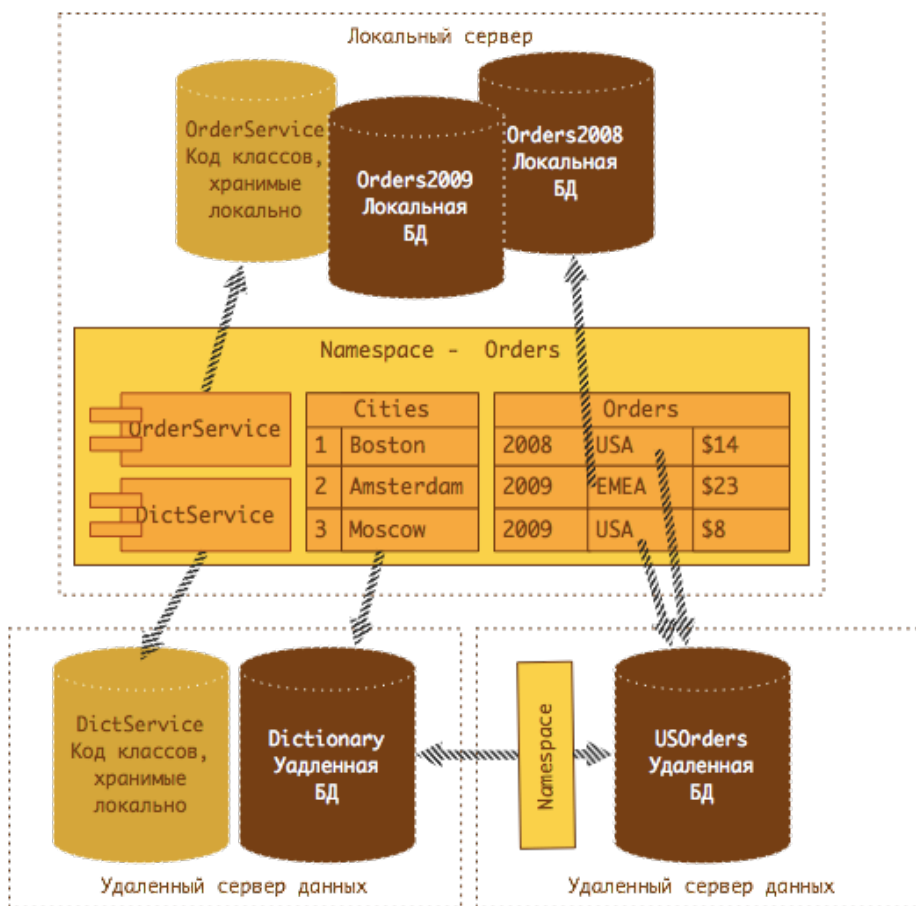 Локальный сервер
OrderService
Код классов,
хранимые
локально
Orders2009
Локальная
БД
Orders2008
Локальная
БД
Namespace - Orders
OrderService
DictService
Cities
1 Boston
2 Amsterdam
3 Moscow
Orders
2008 USA $14
2009 EMEA $23
2009 USA $8
DictService
Код классов,
хранимые
локально
Dictionary
Уадленная
БД
Namespace
USOrders
Удаленная
БД
Удаленный сервер данных
Удаленный сервер данных